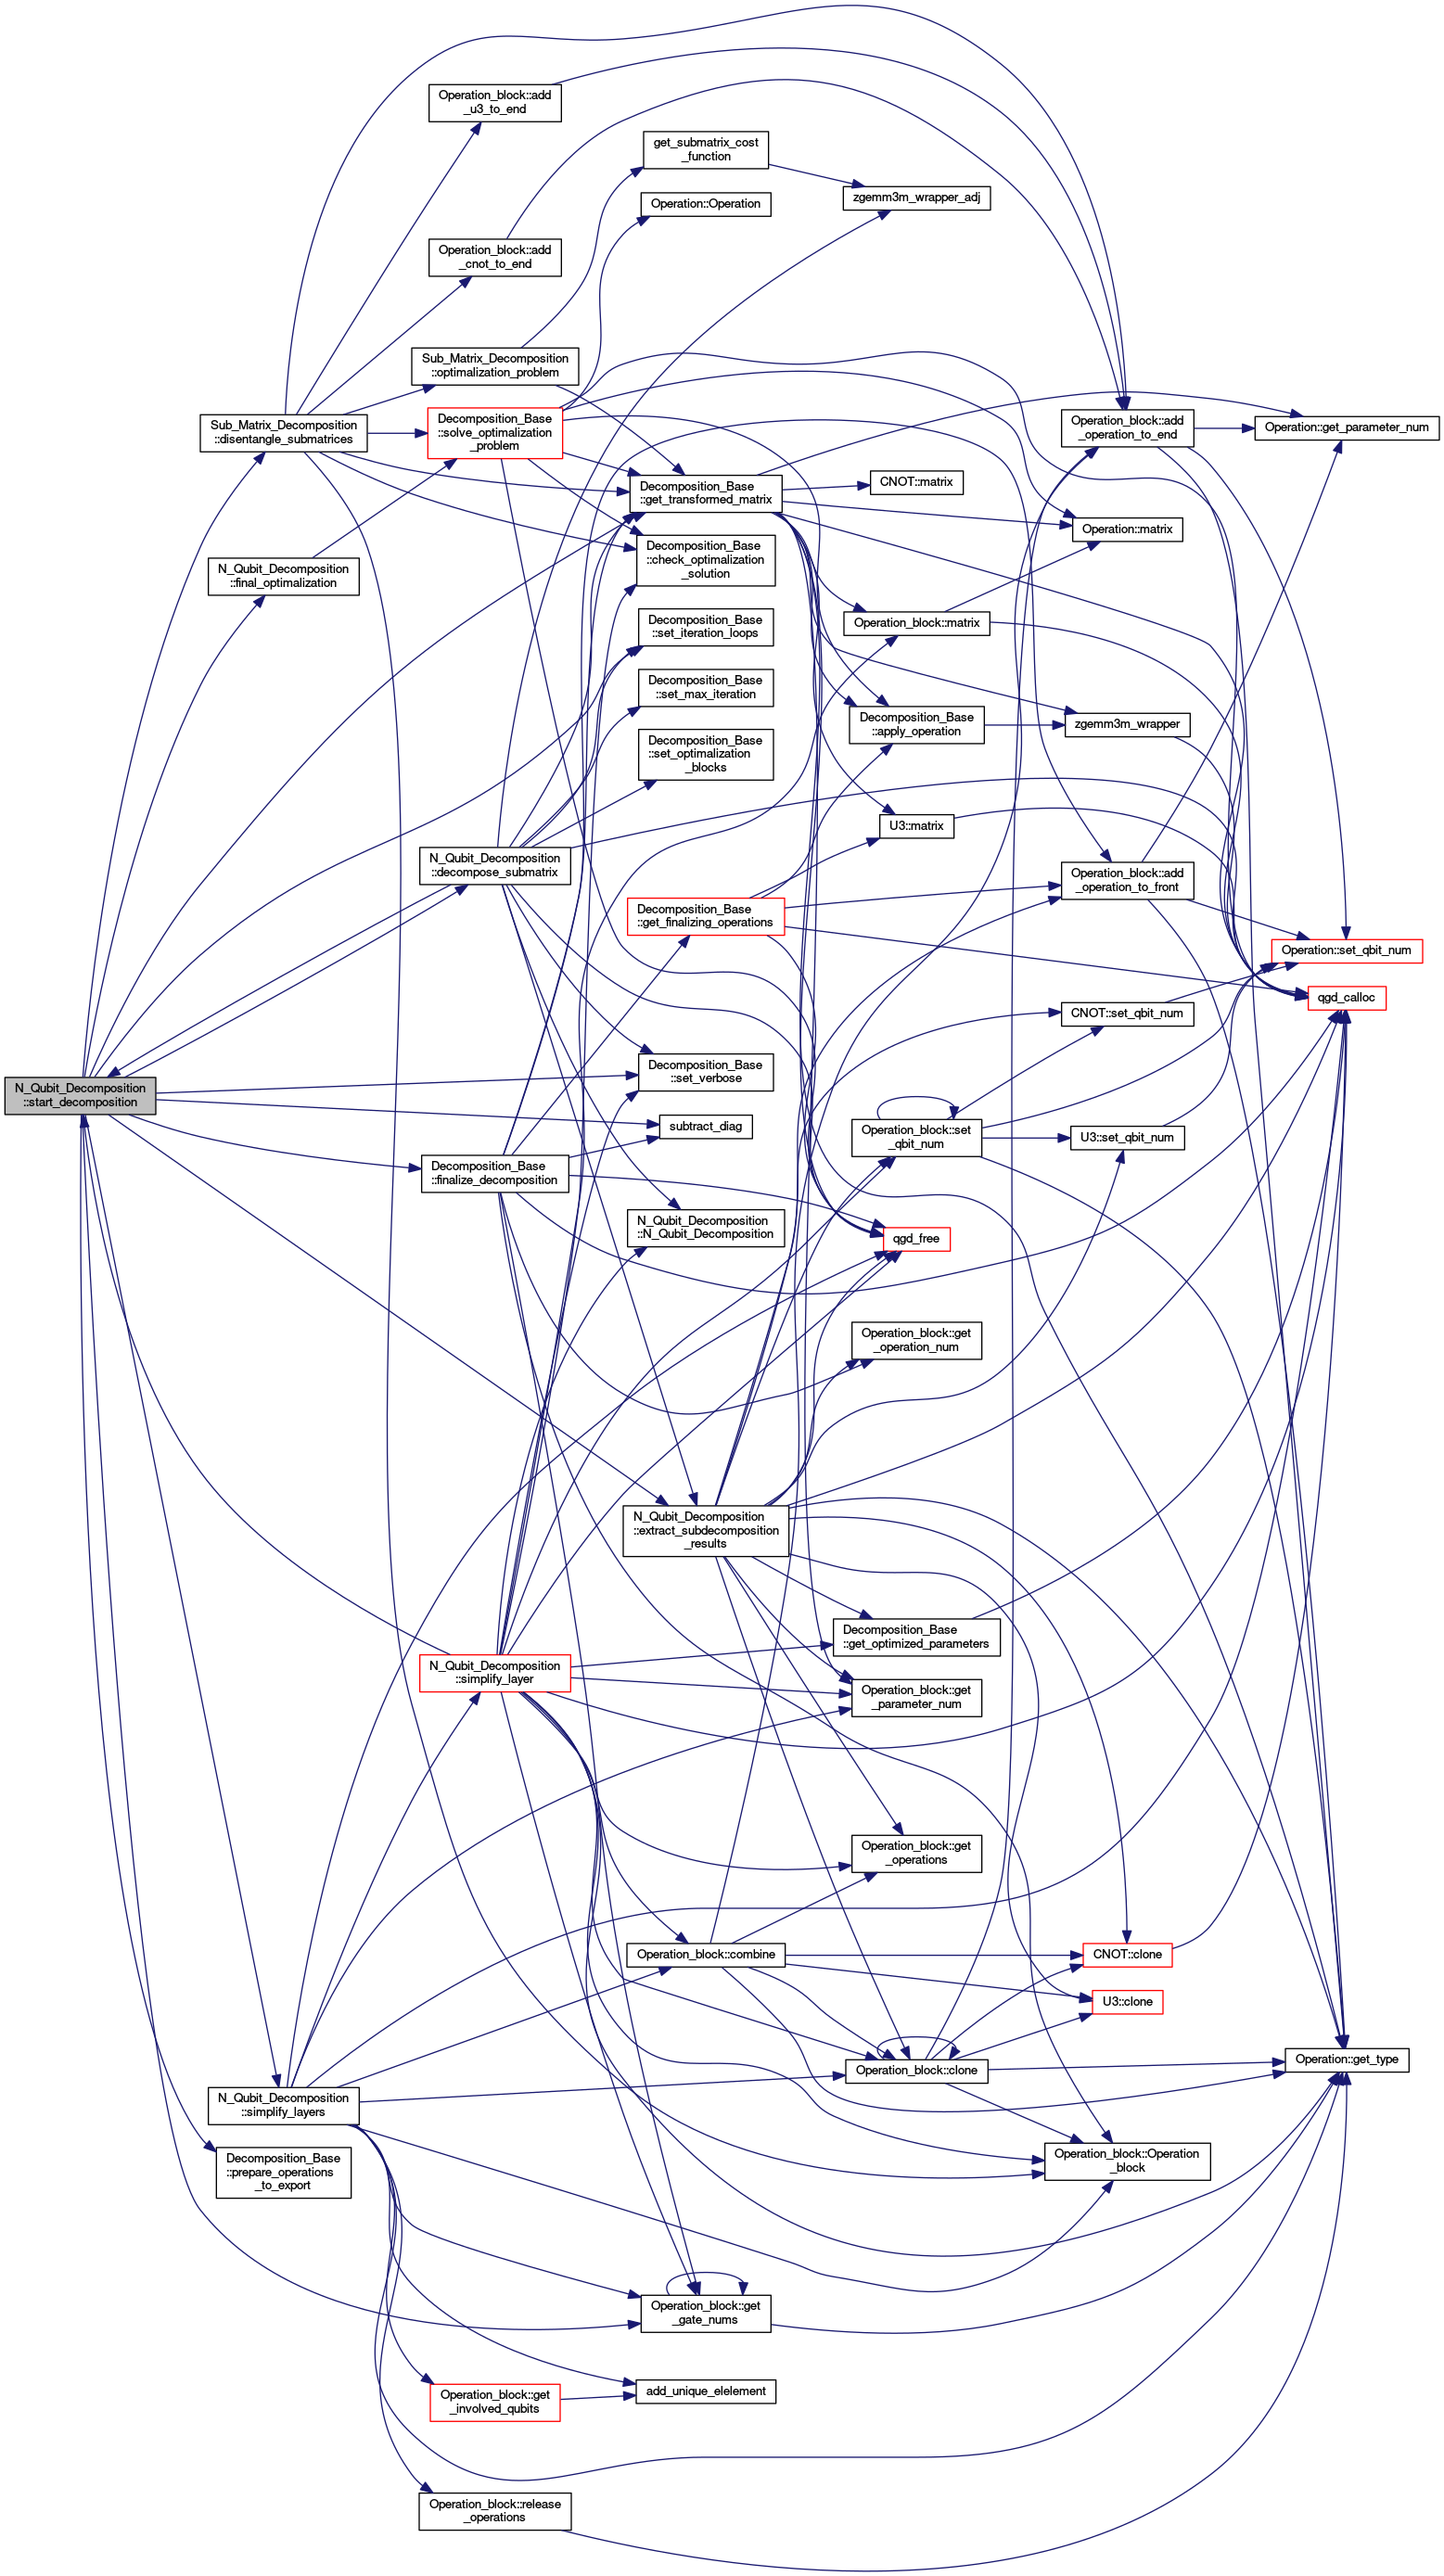 Operation_block::add
_u3_to_end
get_submatrix_cost
_function
zgemm3m_wrapper_adj
Operation::Operation
Operation_block::add
_cnot_to_end
Sub_Matrix_Decomposition
::optimalization_problem
Sub_Matrix_Decomposition
::disentangle_submatrices
Decomposition_Base
::solve_optimalization
_problem
Operation_block::add
_operation_to_end
Operation::get_parameter_num
Decomposition_Base
::get_transformed_matrix
CNOT::matrix
Operation::matrix
N_Qubit_Decomposition
::final_optimalization
Decomposition_Base
::check_optimalization
_solution
Decomposition_Base
::set_iteration_loops
Operation_block::matrix
Decomposition_Base
::set_max_iteration
Decomposition_Base
::apply_operation
zgemm3m_wrapper
Decomposition_Base
::set_optimalization
_blocks
U3::matrix
N_Qubit_Decomposition
::decompose_submatrix
Operation_block::add
_operation_to_front
Decomposition_Base
::get_finalizing_operations
Operation::set_qbit_num
qgd_calloc
CNOT::set_qbit_num
Decomposition_Base
::set_verbose
N_Qubit_Decomposition
::start_decomposition
subtract_diag
Operation_block::set
_qbit_num
U3::set_qbit_num
Decomposition_Base
::finalize_decomposition
N_Qubit_Decomposition
::N_Qubit_Decomposition
qgd_free
Operation_block::get
_operation_num
N_Qubit_Decomposition
::extract_subdecomposition
_results
Decomposition_Base
::get_optimized_parameters
N_Qubit_Decomposition
::simplify_layer
Operation_block::get
_parameter_num
Operation_block::get
_operations
Operation_block::combine
CNOT::clone
U3::clone
Operation_block::clone
Operation::get_type
N_Qubit_Decomposition
::simplify_layers
Decomposition_Base
::prepare_operations
_to_export
Operation_block::Operation
_block
Operation_block::get
_gate_nums
Operation_block::get
_involved_qubits
add_unique_elelement
Operation_block::release
_operations